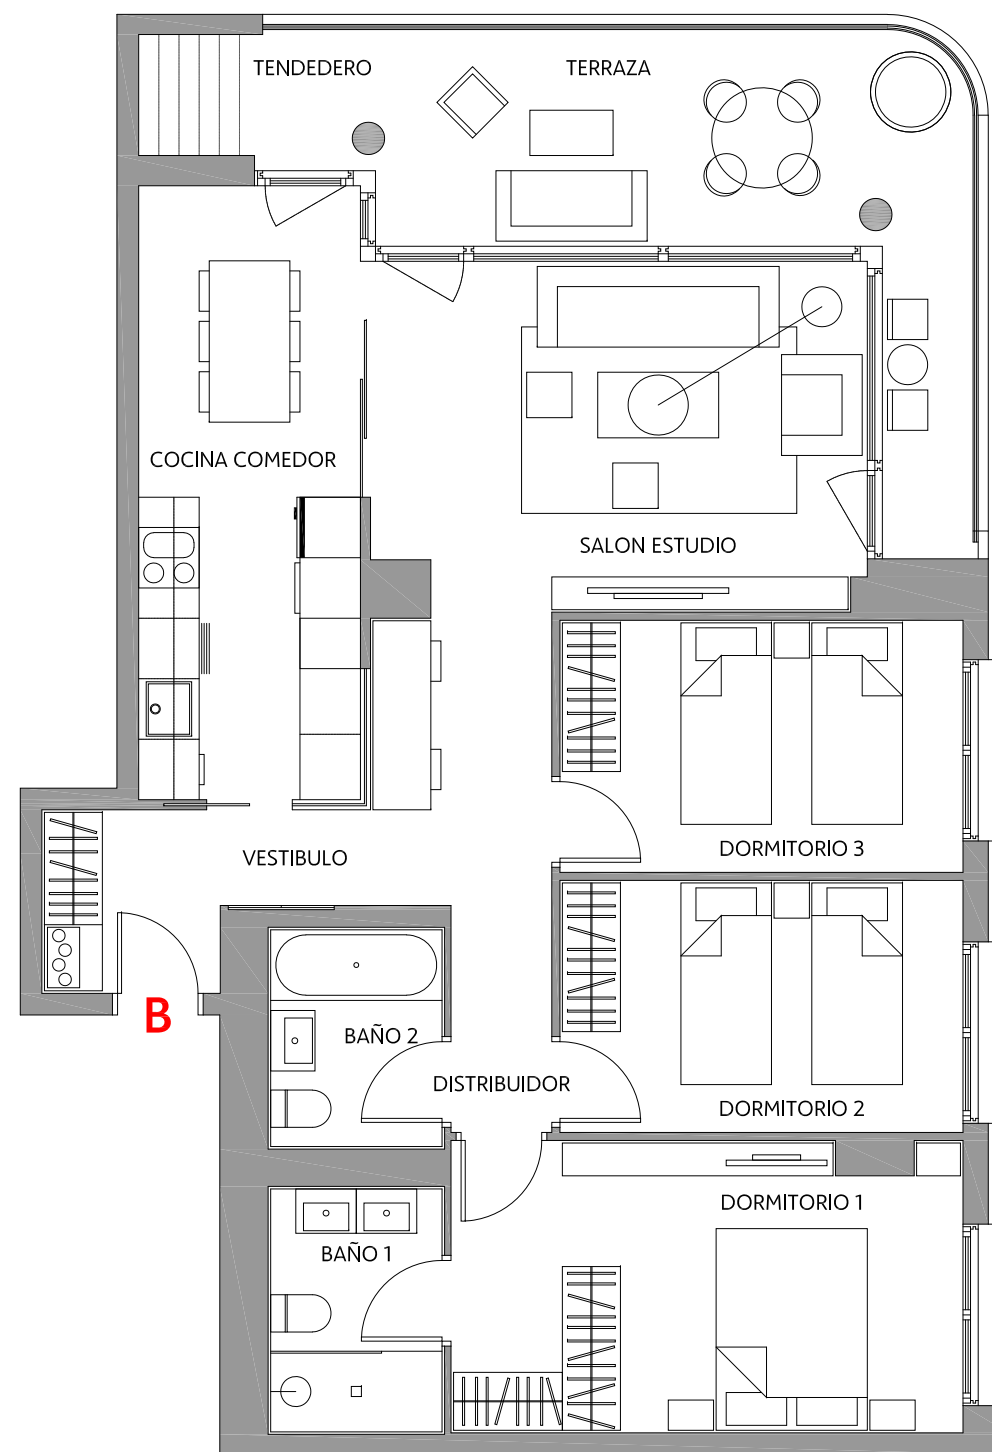 TENDEDERO
TERRAZA
COCINA COMEDOR
SALON ESTUDIO
DORMITORIO 3
VESTIBULO
B
BAÑO 2
DISTRIBUIDOR
DORMITORIO 2
DORMITORIO 1
BAÑO 1